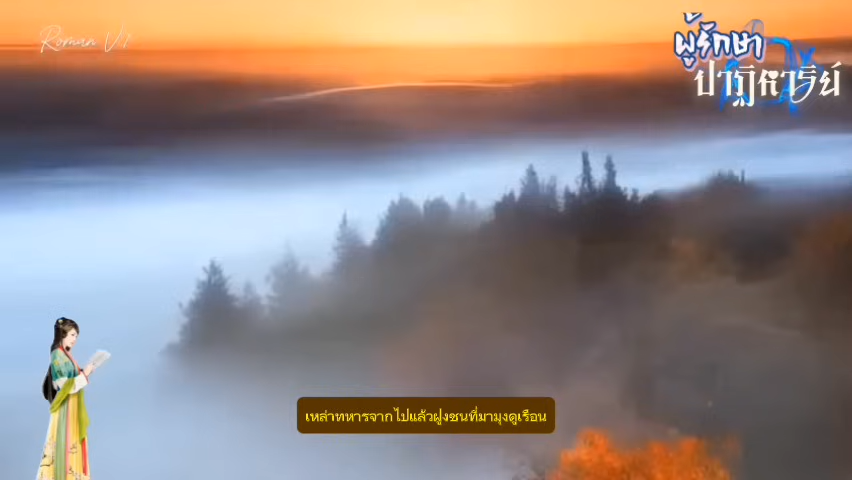 Roman V.1
ผู้รักษา
ปาฏิหาริย์
เหล่าทหารจากไปแล้วฝูงชนที่มามุงดูเรือน